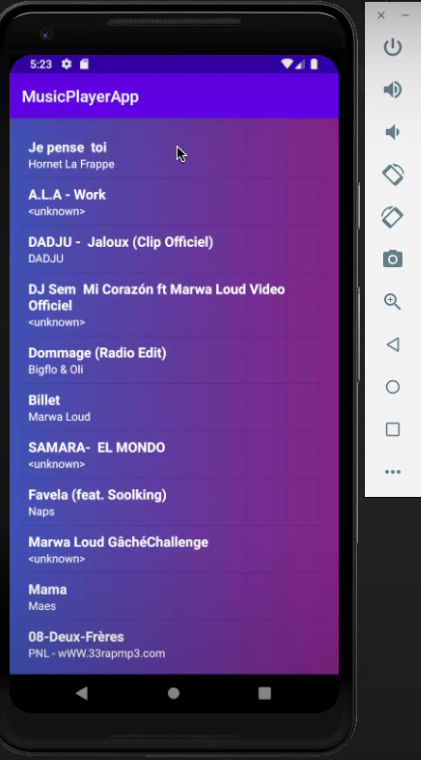 5:23
MusicPlayerApp
Je pense  toi
Hornet La Frappe
A.L.A - Work
<unknown>
DADJU -  Jaloux (Clip Officiel)
DADJU
DJ Sem  Mi Corazón ft Marwa Loud Video
Officiel
<unknown>
Dommage (Radio Edit)
Bigflo & Oli
Billet
Marwa Loud
SAMARA-  EL MONDO
<unknown>
Favela (feat. Soolking)
Naps
Marwa Loud GâchéChallenge
<unknown>
Mama
Maes
08-Deux-Frères
PNL - wWW.33rapmp3.com